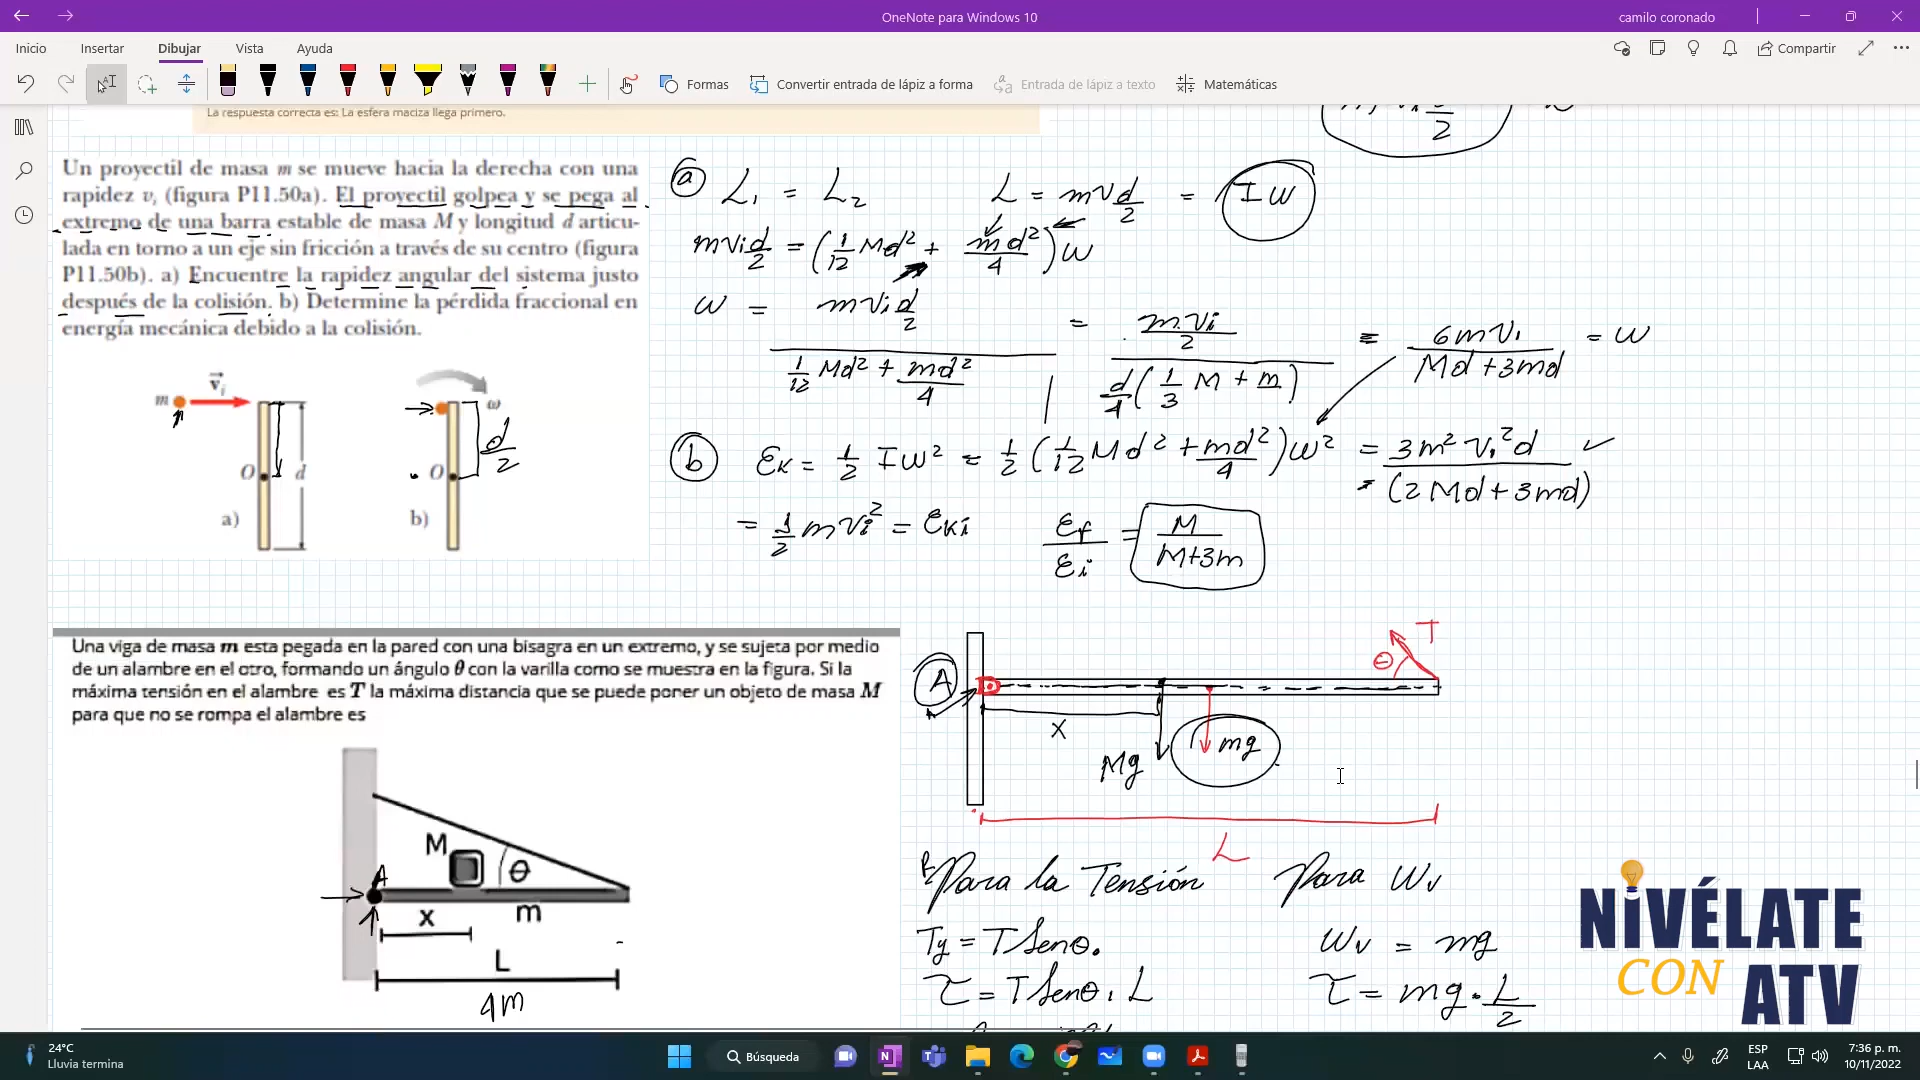 OneNote para Windows 10
camilo coronado
Inicio Insertar Dibujar Vista Ayuda
Compartir
Formas
Convertir entrada de lápiz a forma
Entrada de lápiz a texto
Matemáticas
La respuesta correcta es: La esfera maciza llega primero.
2
Un proyectil de masa m se mueve hacia la derecha con una
rapidez vi (figura P11.50a). El proyectil golpea y se pega al
extremo de una barra estable de masa M y longitud d articu-
lada en torno a un eje sin fricción a través de su centro (figura
P11.50b). a) Encuentre la rapidez angular del sistema justo
después de la colisión. b) Determine la pérdida fraccional en
energía mecánica debido a la colisión.
m vi O d a)
ω d/2 O b)
a L1 = L2 L = mv d/2 = Iω
mvi d/2 = (1/12 Md² + md²/4) ω
ω = mvi d/2 / (1/12 Md² + md²/4) = m.vi/2 / d/4 (1/3 M + m) = 6mvi / Md+3md = ω
b Ek = 1/2 Iω² = 1/2 (1/12 Md² + md²/4) ω² = 3m² vi² d / (2Md+3md) ✓
= 1/2 mvi² = Eki Ef/Ei = M/M+3m
Una viga de masa m esta pegada en la pared con una bisagra en un extremo, y se sujeta por medio
de un alambre en el otro, formando un ángulo θ con la varilla como se muestra en la figura. Si la
máxima tensión en el alambre es T la máxima distancia que se puede poner un objeto de masa M
para que no se rompa el alambre es
A M θ
x m
L
4m
A T θ
x
Mg mg
L
Para la Tensión Para Wv
Ty = T Senθ. Wv = mg
τ = T Senθ . L τ = mg . L/2
NIVÉLATE
CON
ATV
24°C
Lluvia termina
Búsqueda
ESP
LAA
7:36 p. m.
10/11/2022